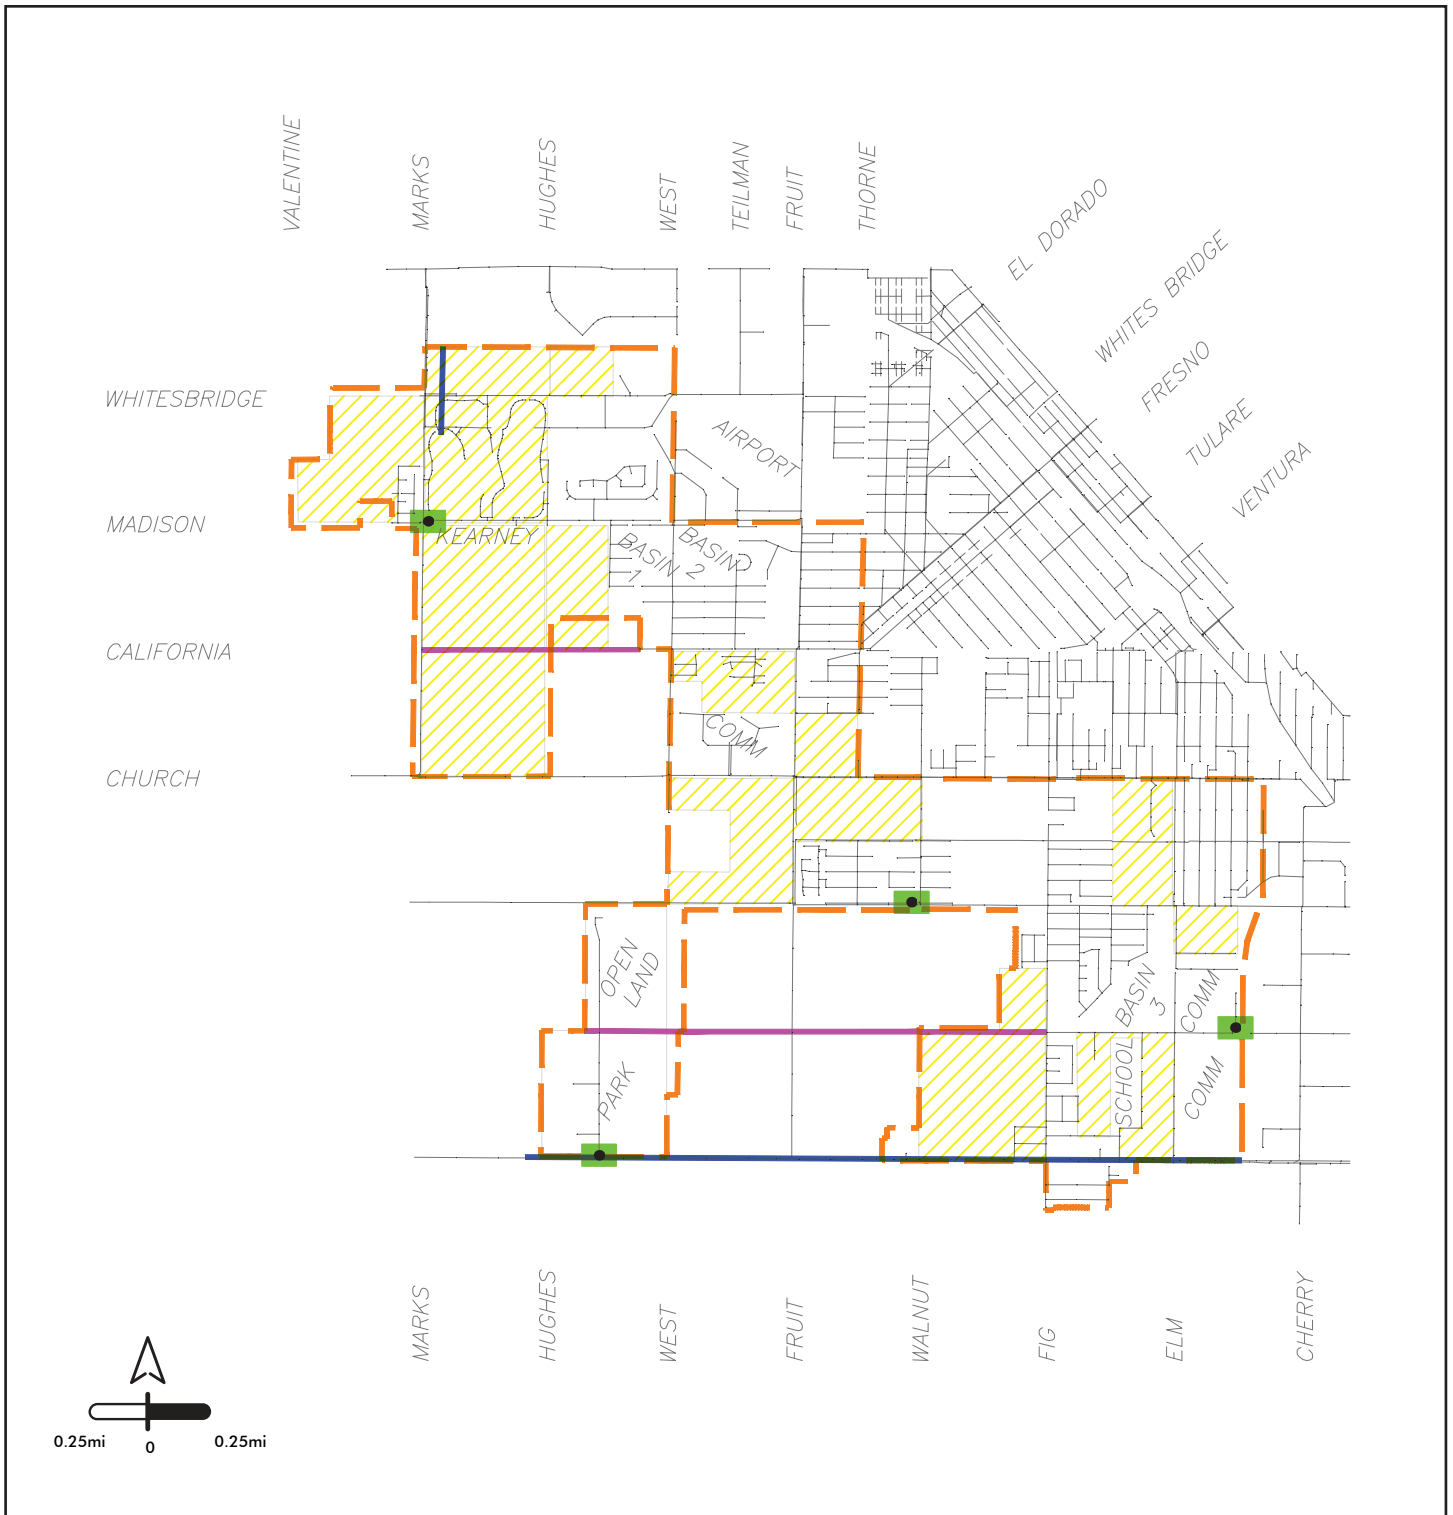 VALENTINE
MARKS
HUGHES
WEST
TEILMAN
FRUIT
THORNE
EL DORADO
WHITES BRIDGE
FRESNO
TULARE
VENTURA
WHITESBRIDGE
MADISON
CALIFORNIA
CHURCH
AIRPORT
KEARNEY
BASIN
1
BASIN
2
COMM
OPEN
LAND
PARK
BASIN
3
COMM
SCHOOL
COMM
MARKS
HUGHES
WEST
FRUIT
WALNUT
FIG
ELM
CHERRY
0.25mi
0
0.25mi